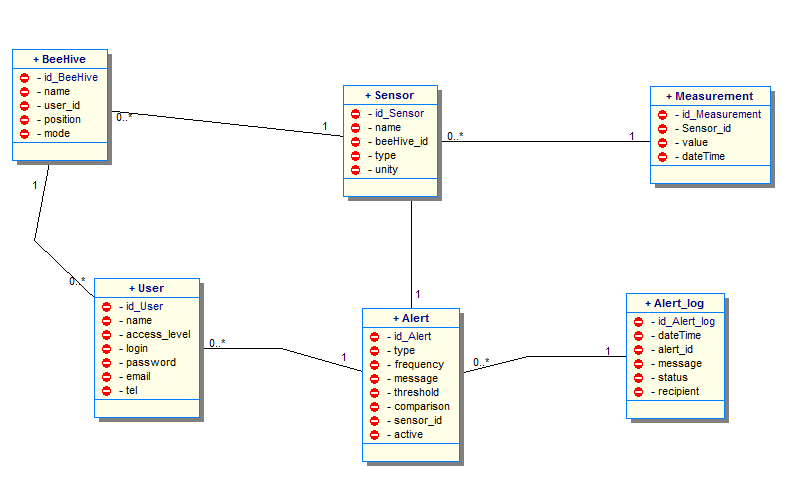 + BeeHive
- id_BeeHive
- name
- user_id
- position
- mode
0..*
1
+ Sensor
- id_Sensor
- name
- beeHive_id
- type
- unity
0..*
1
+ Measurement
- id_Measurement
- Sensor_id
- value
- dateTime
1
0..*
+ User
- id_User
- name
- access_level
- login
- password
- email
- tel
0..*
1
1
+ Alert
- id_Alert
- type
- frequency
- message
- threshold
- comparison
- sensor_id
- active
0..*
1
+ Alert_log
- id_Alert_log
- dateTime
- alert_id
- message
- status
- recipient